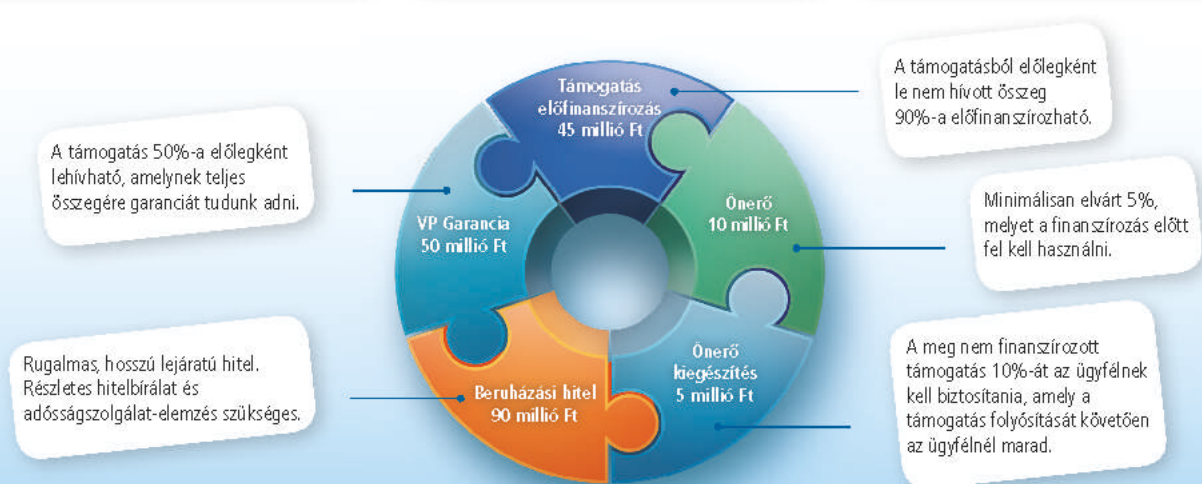 Támogatás
előfinanszírozás
45 millió Ft
A támogatásból előlegként
le nem hívott összeg
90%-a előfinanszírozható.
A támogatás 50%-a előlegként
lehívható, amelynek teljes
összegére garanciát tudunk adni.
VP Garancia
50 millió Ft
Önerő
10 millió Ft
Minimálisan elvárt 5%,
melyet a finanszírozás előtt
fel kell használni.
Rugalmas, hosszú lejáratú hitel.
Részletes hitelbírálat és
adósságszolgálat-elemzés szükséges.
Beruházási hitel
90 millió Ft
Önerő
kiegészítés
5 millió Ft
A meg nem finanszírozott
támogatás 10%-át az ügyfélnek
kell biztosítania, amely a
támogatás folyósítását követően
az ügyfélnél marad.